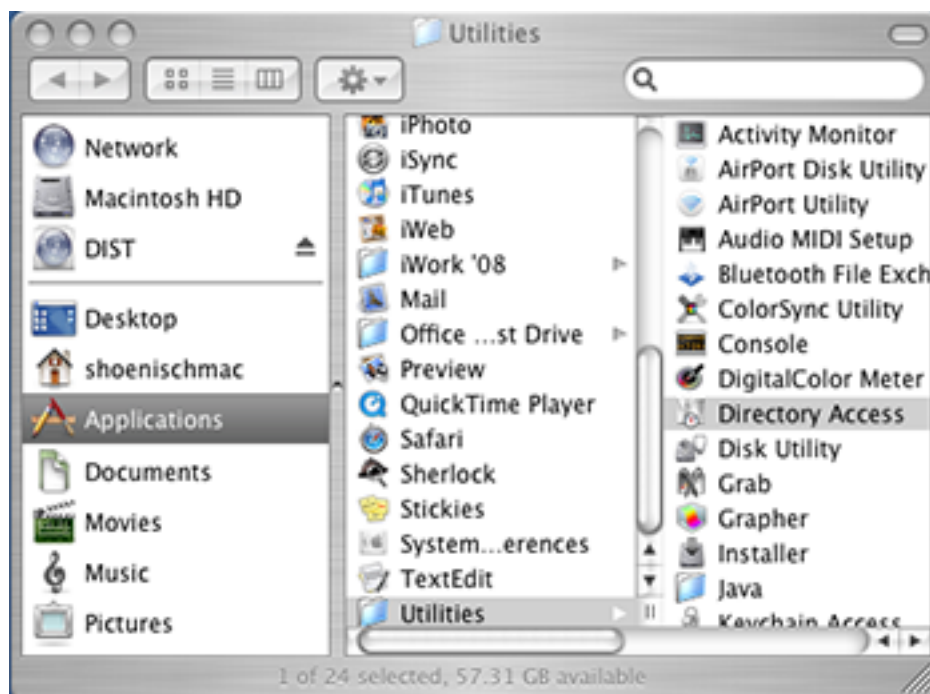 Utilities
Network
Macintosh HD
DIST
Desktop
shoenischmac
Applications
Documents
Movies
Music
Pictures
iPhoto
iSync
iTunes
iWeb
iWork '08
Mail
Office ...st Drive
Preview
QuickTime Player
Safari
Sherlock
Stickies
System...erences
TextEdit
Utilities
Activity Monitor
AirPort Disk Utility
AirPort Utility
Audio MIDI Setup
Bluetooth File Exch
ColorSync Utility
Console
DigitalColor Meter
Directory Access
Disk Utility
Grab
Grapher
Installer
Java
Keychain Access
1 of 24 selected, 57.31 GB available